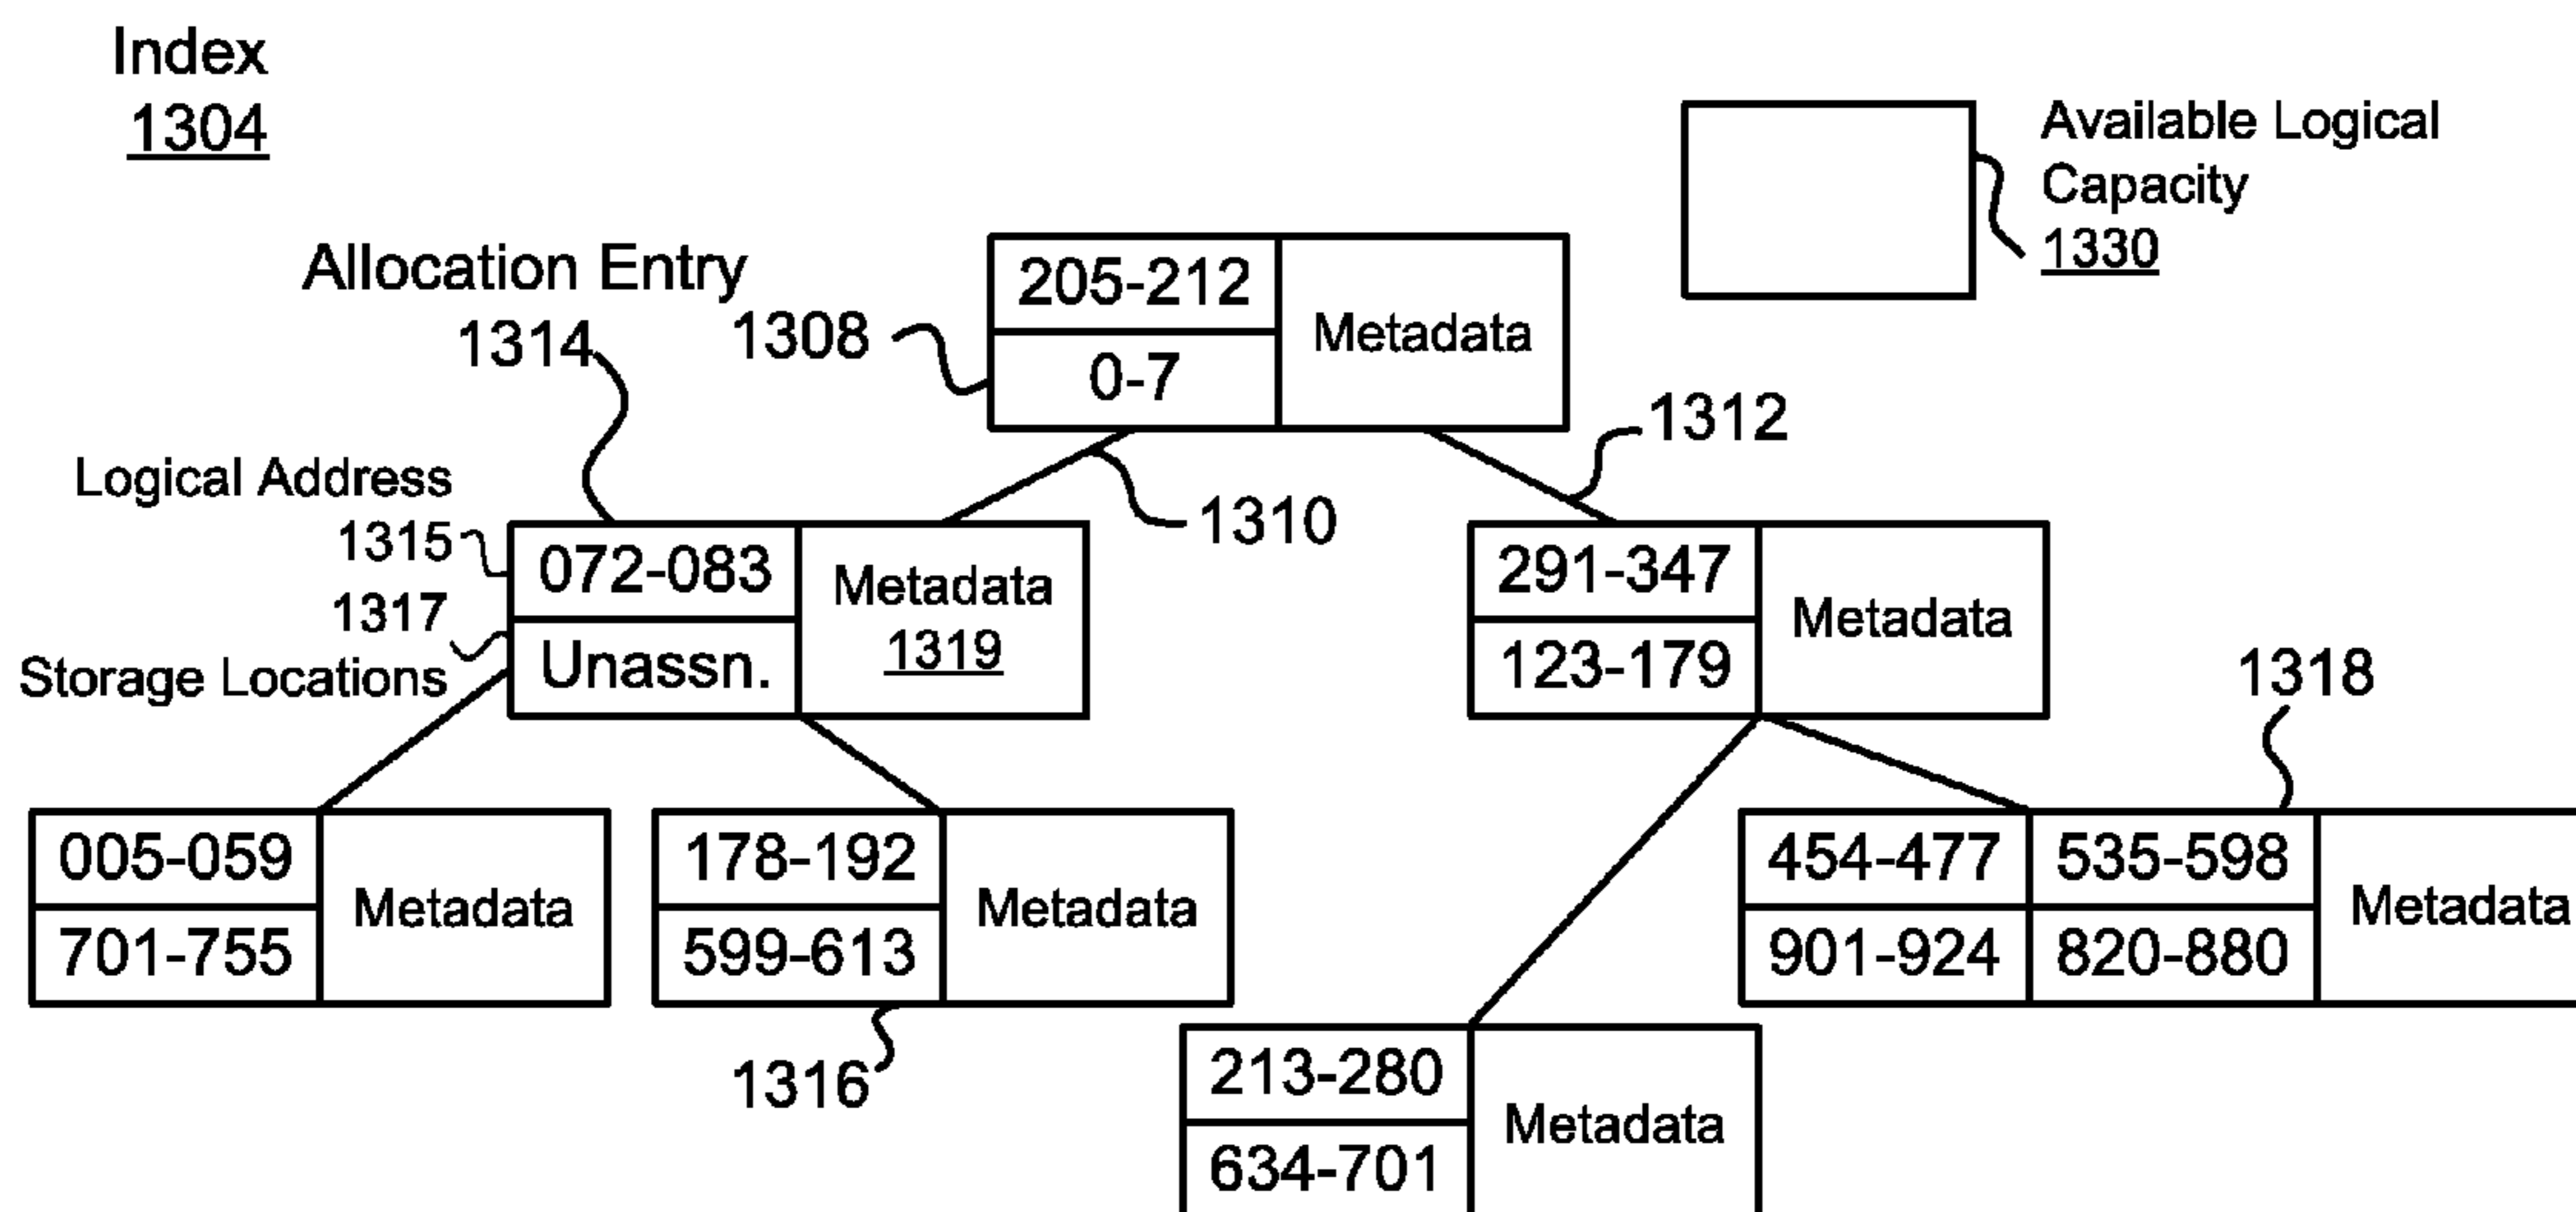 Index
1304
Available Logical
Capacity
1330
Allocation Entry
1314
1308
205-212
0-7
Metadata
1312
1310
Logical Address
1315
1317
Storage Locations
072-083
Unassn.
Metadata
1319
291-347
123-179
Metadata
1318
005-059
701-755
Metadata
178-192
599-613
Metadata
1316
454-477
901-924
535-598
820-880
Metadata
213-280
634-701
Metadata